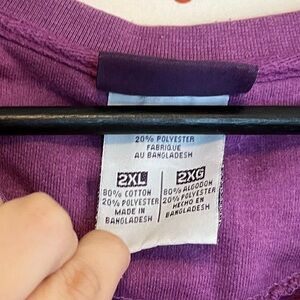 20% POLYESTER
FABRIQUE
AU BANGLADESH
2XL
80% COTTON
20% POLYESTER
MADE IN
BANGLADESH
2XG
80% ALGODON
20% POLYESTER
HECHO EN
BANGLADESH